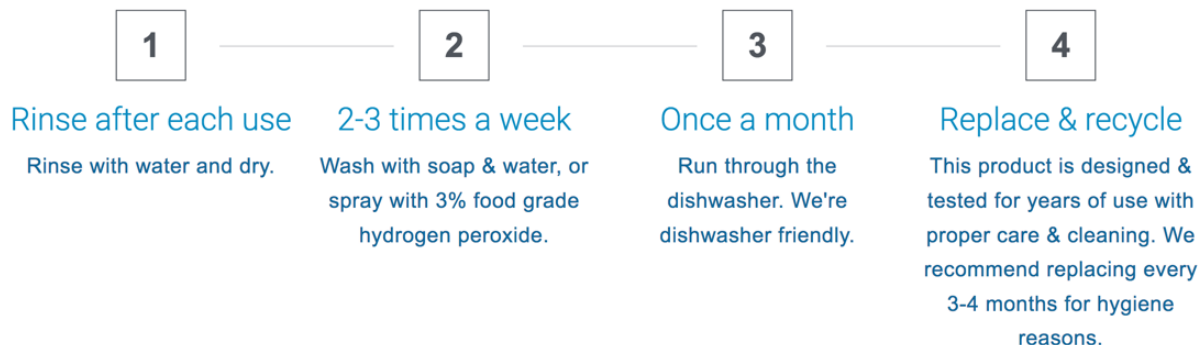 1
Rinse after each use
Rinse with water and dry.
2
2-3 times a week
Wash with soap & water, or
spray with 3% food grade
hydrogen peroxide.
3
Once a month
Run through the
dishwasher. We're
dishwasher friendly.
4
Replace & recycle
This product is designed &
tested for years of use with
proper care & cleaning. We
recommend replacing every
3-4 months for hygiene
reasons.